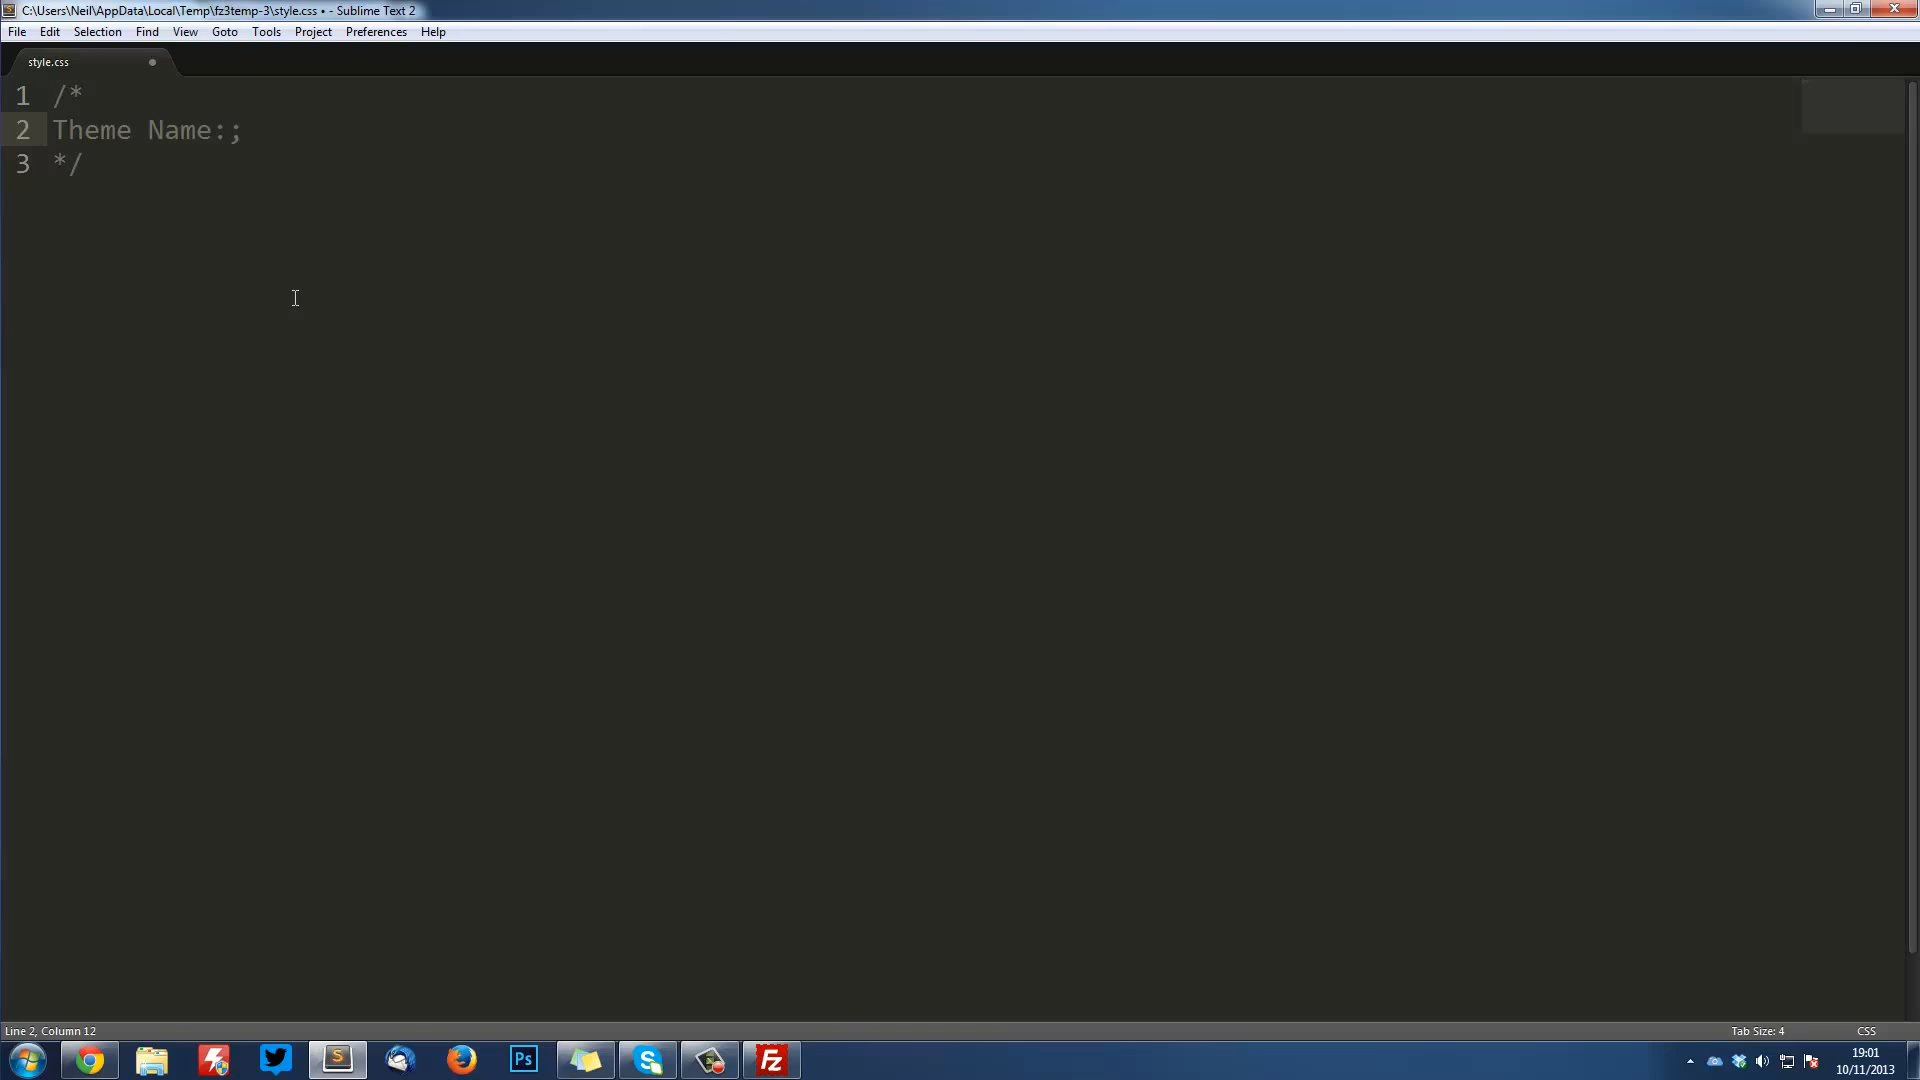 C:\Users\Neil\AppData\Local\Temp\fz3temp-3\style.css • - Sublime Text 2
File Edit Selection Find View Goto Tools Project Preferences Help
style.css
1 /*
2 Theme Name:;
3 */
Line 2, Column 12
Tab Size: 4
CSS
S
Ps
S
Fz
19:01
10/11/2013